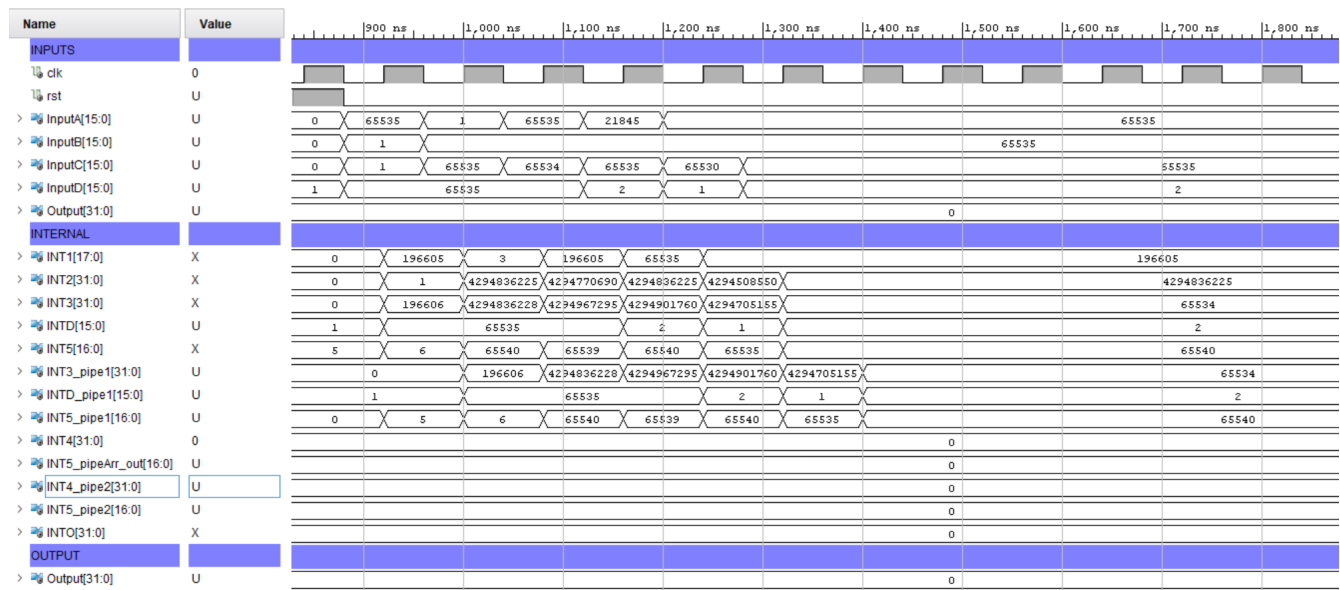 Name Value 900 ns 1,000 ns 1,100 ns 1,200 ns 1,300 ns 1,400 ns 1,500 ns 1,600 ns 1,700 ns 1,800 ns
INPUTS
clk 0
rst U
> InputA[15:0] U 0 65535 1 65535 21845 65535
> InputB[15:0] U 0 1 65535
> InputC[15:0] U 0 1 65535 65534 65535 65530 65535
> InputD[15:0] U 1 65535 2 1 2
> Output[31:0] U 0
INTERNAL
> INT1[17:0] X 0 196605 3 196605 65535 196605
> INT2[31:0] X 0 1 4294836225 4294770690 4294836225 4294508550 4294836225
> INT3[31:0] X 0 196606 4294836228 4294967295 4294901760 4294705155 65534
> INTD[15:0] U 1 65535 2 1 2
> INT5[16:0] X 5 6 65540 65539 65540 65535 65540
> INT3_pipe1[31:0] U 0 196606 4294836228 4294967295 4294901760 4294705155 65534
> INTD_pipe1[15:0] U 1 65535 2 1 2
> INT5_pipe1[16:0] U 0 5 6 65540 65539 65540 65535 65540
> INT4[31:0] 0 0
> INT5_pipeArr_out[16:0] U 0
> INT4_pipe2[31:0] U 0
> INT5_pipe2[16:0] U 0
> INTO[31:0] X 0
OUTPUT
> Output[31:0] U 0